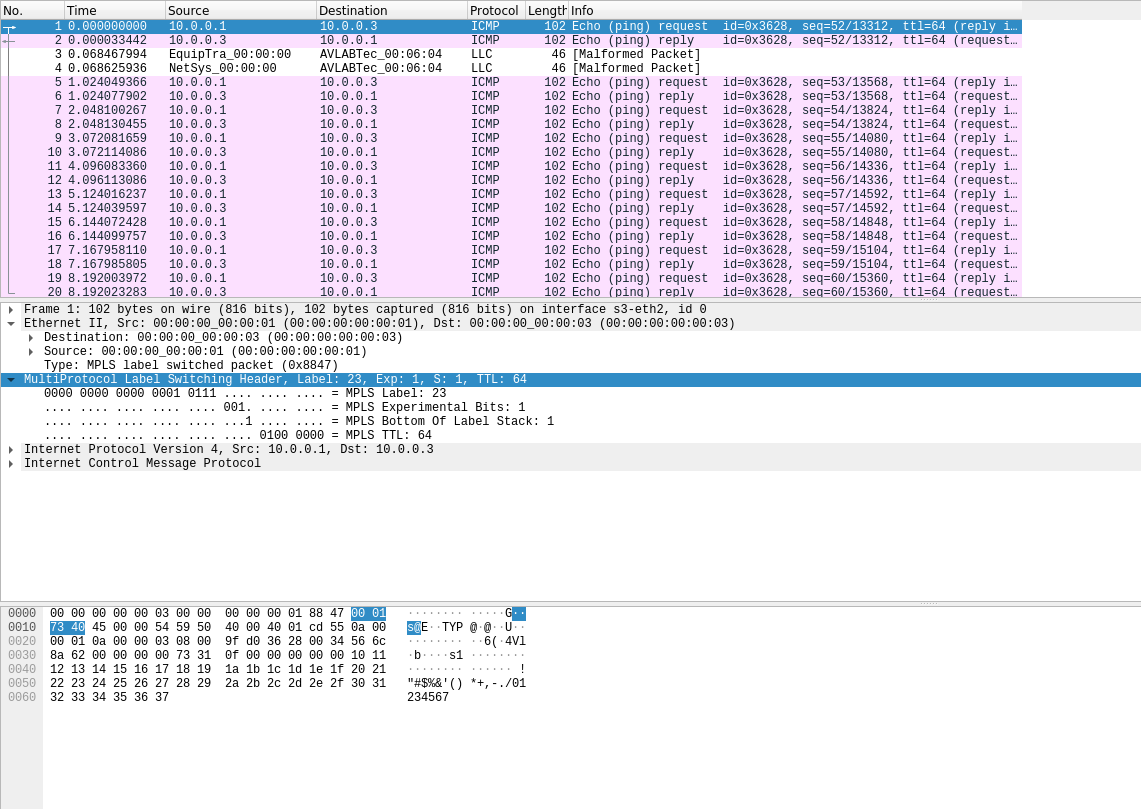 No. Time Source Destination Protocol Length Info
1 0.000000000 10.0.0.1 10.0.0.3 ICMP 102 Echo (ping) request id=0x3628, seq=52/13312, ttl=64 (reply i…
2 0.000033442 10.0.0.3 10.0.0.1 ICMP 102 Echo (ping) reply id=0x3628, seq=52/13312, ttl=64 (request…
3 0.068467994 EquipTra_00:00:00 AVLABTec_00:06:04 LLC 46 [Malformed Packet]
4 0.068625936 NetSys_00:00:00 AVLABTec_00:06:04 LLC 46 [Malformed Packet]
5 1.024049366 10.0.0.1 10.0.0.3 ICMP 102 Echo (ping) request id=0x3628, seq=53/13568, ttl=64 (reply i…
6 1.024077902 10.0.0.3 10.0.0.1 ICMP 102 Echo (ping) reply id=0x3628, seq=53/13568, ttl=64 (request…
7 2.048100267 10.0.0.1 10.0.0.3 ICMP 102 Echo (ping) request id=0x3628, seq=54/13824, ttl=64 (reply i…
8 2.048130455 10.0.0.3 10.0.0.1 ICMP 102 Echo (ping) reply id=0x3628, seq=54/13824, ttl=64 (request…
9 3.072081659 10.0.0.1 10.0.0.3 ICMP 102 Echo (ping) request id=0x3628, seq=55/14080, ttl=64 (reply i…
10 3.072114086 10.0.0.3 10.0.0.1 ICMP 102 Echo (ping) reply id=0x3628, seq=55/14080, ttl=64 (request…
11 4.096083360 10.0.0.1 10.0.0.3 ICMP 102 Echo (ping) request id=0x3628, seq=56/14336, ttl=64 (reply i…
12 4.096113086 10.0.0.3 10.0.0.1 ICMP 102 Echo (ping) reply id=0x3628, seq=56/14336, ttl=64 (request…
13 5.124016237 10.0.0.1 10.0.0.3 ICMP 102 Echo (ping) request id=0x3628, seq=57/14592, ttl=64 (reply i…
14 5.124039597 10.0.0.3 10.0.0.1 ICMP 102 Echo (ping) reply id=0x3628, seq=57/14592, ttl=64 (request…
15 6.144072428 10.0.0.1 10.0.0.3 ICMP 102 Echo (ping) request id=0x3628, seq=58/14848, ttl=64 (reply i…
16 6.144099757 10.0.0.3 10.0.0.1 ICMP 102 Echo (ping) reply id=0x3628, seq=58/14848, ttl=64 (request…
17 7.167958110 10.0.0.1 10.0.0.3 ICMP 102 Echo (ping) request id=0x3628, seq=59/15104, ttl=64 (reply i…
18 7.167985805 10.0.0.3 10.0.0.1 ICMP 102 Echo (ping) reply id=0x3628, seq=59/15104, ttl=64 (request…
19 8.192003972 10.0.0.1 10.0.0.3 ICMP 102 Echo (ping) request id=0x3628, seq=60/15360, ttl=64 (reply i…
20 8.192023283 10.0.0.3 10.0.0.1 ICMP 102 Echo (ping) reply id=0x3628, seq=60/15360, ttl=64 (request…
Frame 1: 102 bytes on wire (816 bits), 102 bytes captured (816 bits) on interface s3-eth2, id 0
Ethernet II, Src: 00:00:00_00:00:01 (00:00:00:00:00:01), Dst: 00:00:00_00:00:03 (00:00:00:00:00:03)
Destination: 00:00:00_00:00:03 (00:00:00:00:00:03)
Source: 00:00:00_00:00:01 (00:00:00:00:00:01)
Type: MPLS label switched packet (0x8847)
MultiProtocol Label Switching Header, Label: 23, Exp: 1, S: 1, TTL: 64
0000 0000 0000 0001 0111 .... .... .... = MPLS Label: 23
.... .... .... .... .... 001. .... .... = MPLS Experimental Bits: 1
.... .... .... .... .... ...1 .... .... = MPLS Bottom Of Label Stack: 1
.... .... .... .... .... .... 0100 0000 = MPLS TTL: 64
Internet Protocol Version 4, Src: 10.0.0.1, Dst: 10.0.0.3
Internet Control Message Protocol
0000 00 00 00 00 00 03 00 00 00 00 00 01 88 47 00 01 ········ ·····G··
0010 73 40 45 00 00 54 59 50 40 00 40 01 cd 55 0a 00 s@E··TYP @·@··U··
0020 00 01 0a 00 00 03 08 00 9f d0 36 28 00 34 56 6c ········ ··6(·4Vl
0030 8a 62 00 00 00 00 73 31 0f 00 00 00 00 00 10 11 ·b····s1 ········
0040 12 13 14 15 16 17 18 19 1a 1b 1c 1d 1e 1f 20 21 ········ ······ !
0050 22 23 24 25 26 27 28 29 2a 2b 2c 2d 2e 2f 30 31 "#$%&'() *+,-./01
0060 32 33 34 35 36 37 234567